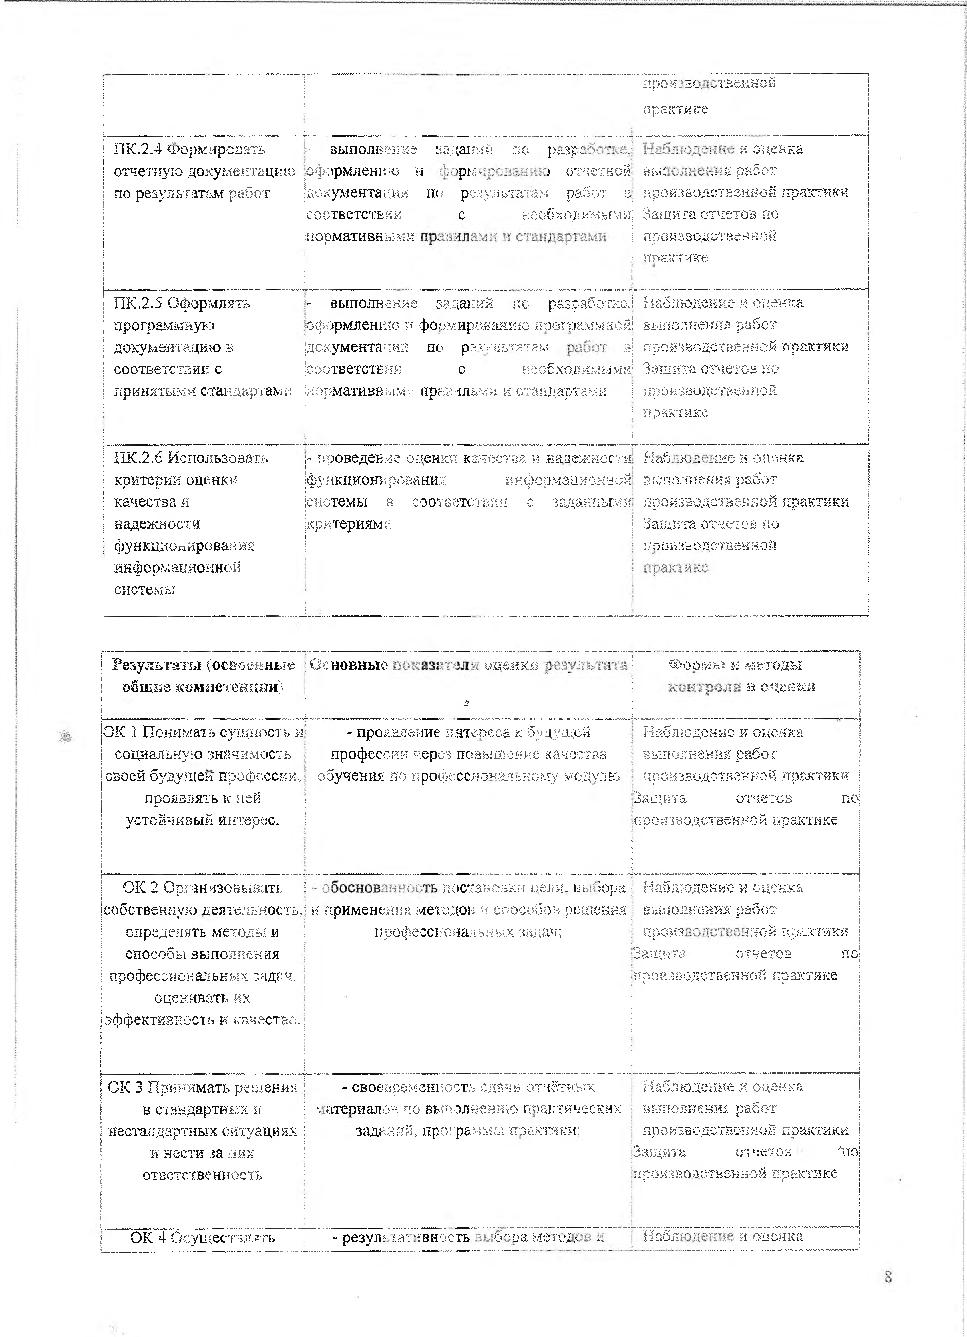 производственной
практике
ПК.2.4 Формировать
отчетную документацию
по результатам работ
- выполнение заданий по разработке,
оформлению и формированию отчетной
документации по результатам работ в
соответствии с необходимыми
нормативными правилами и стандартами
Наблюдение и оценка
выполнения работ
производственной практики
Защита отчетов по
производственной
практике
ПК.2.5 Оформлять
программную
документацию в
соответствии с
принятыми стандартами
- выполнение заданий по разработке,
оформлению и формированию программной
документации по результатам работ в
соответствии с необходимыми
нормативными правилами и стандартами
Наблюдение и оценка
выполнения работ
производственной практики
Защита отчетов по
производственной
практике
ПК.2.6 Использовать
критерии оценки
качества и
надежности
функционирования
информационной
системы
- проведение оценки качества и надежности
функционирования информационной
системы в соответствии с заданными
критериями
Наблюдение и оценка
выполнения работ
производственной практики
Защита отчетов по
производственной
практике
Результаты (освоенные
общие компетенции)
Основные показатели оценки результата
Формы и методы
контроля и оценки
ОК 1 Понимать сущность и
социальную значимость
своей будущей профессии,
проявлять к ней
устойчивый интерес.
- проявление интереса к будущей
профессии через повышение качества
обучения по профессиональному модулю
Наблюдение и оценка
выполнения работ
производственной практики
Защита отчетов по
производственной практике
ОК 2 Организовывать
собственную деятельность,
определять методы и
способы выполнения
профессиональных задач,
оценивать их
эффективность и качество.
- обоснованность постановки цели, выбора
и применения методов и способов решения
профессиональных задач;
Наблюдение и оценка
выполнения работ
производственной практики
Защита отчетов по
производственной практике
ОК 3 Принимать решения
в стандартных и
нестандартных ситуациях
и нести за них
ответственность
- своевременность сдачи отчётных
материалов по выполнению практических
заданий, программы практики;
Наблюдение и оценка
выполнения работ
производственной практики
Защита отчетов по
производственной практике
ОК 4 Осуществлять
- результативность выбора методов и
Наблюдение и оценка
8